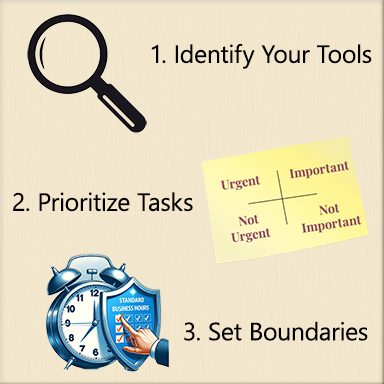 1. Identify Your Tools
2. Prioritize Tasks
Urgent
Important
Not
Urgent
Not
Important
STANDARD
BUSINESS HOURS
3. Set Boundaries